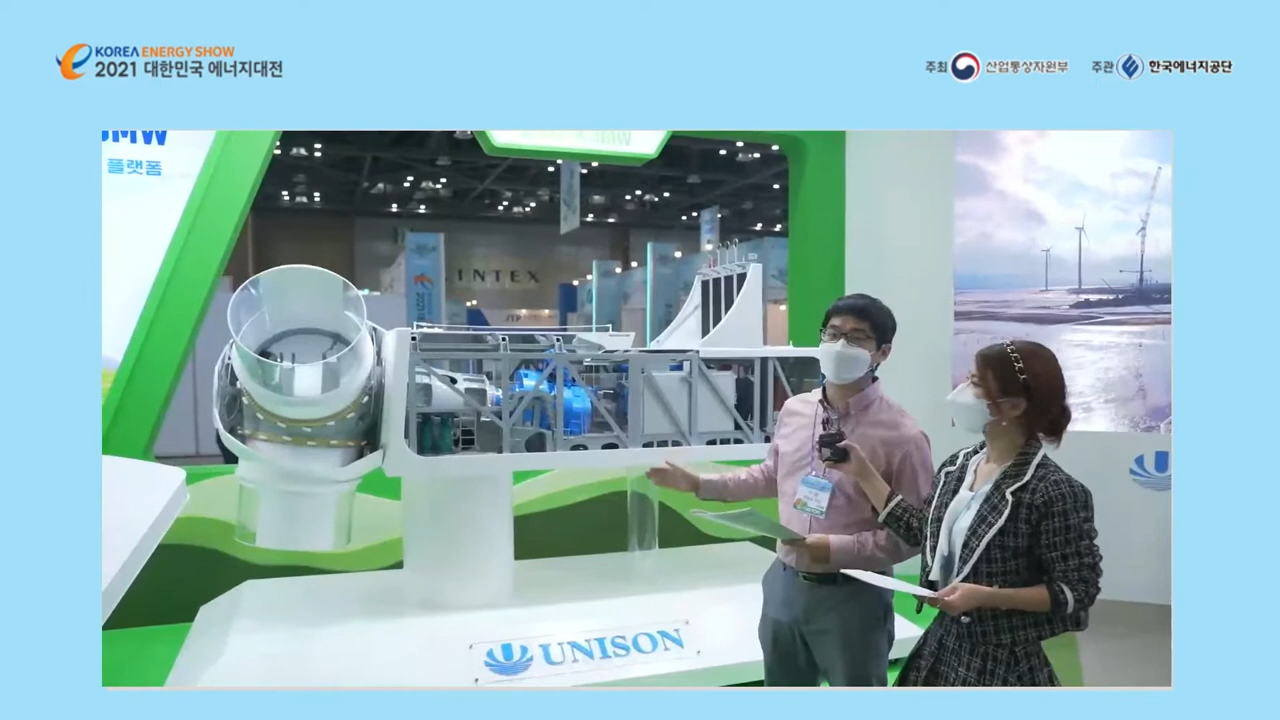 KOREA ENERGY SHOW
2021 대한민국 에너지대전
주최 산업통상자원부 주관 한국에너지공단
플랫폼
INTEX
UNISON